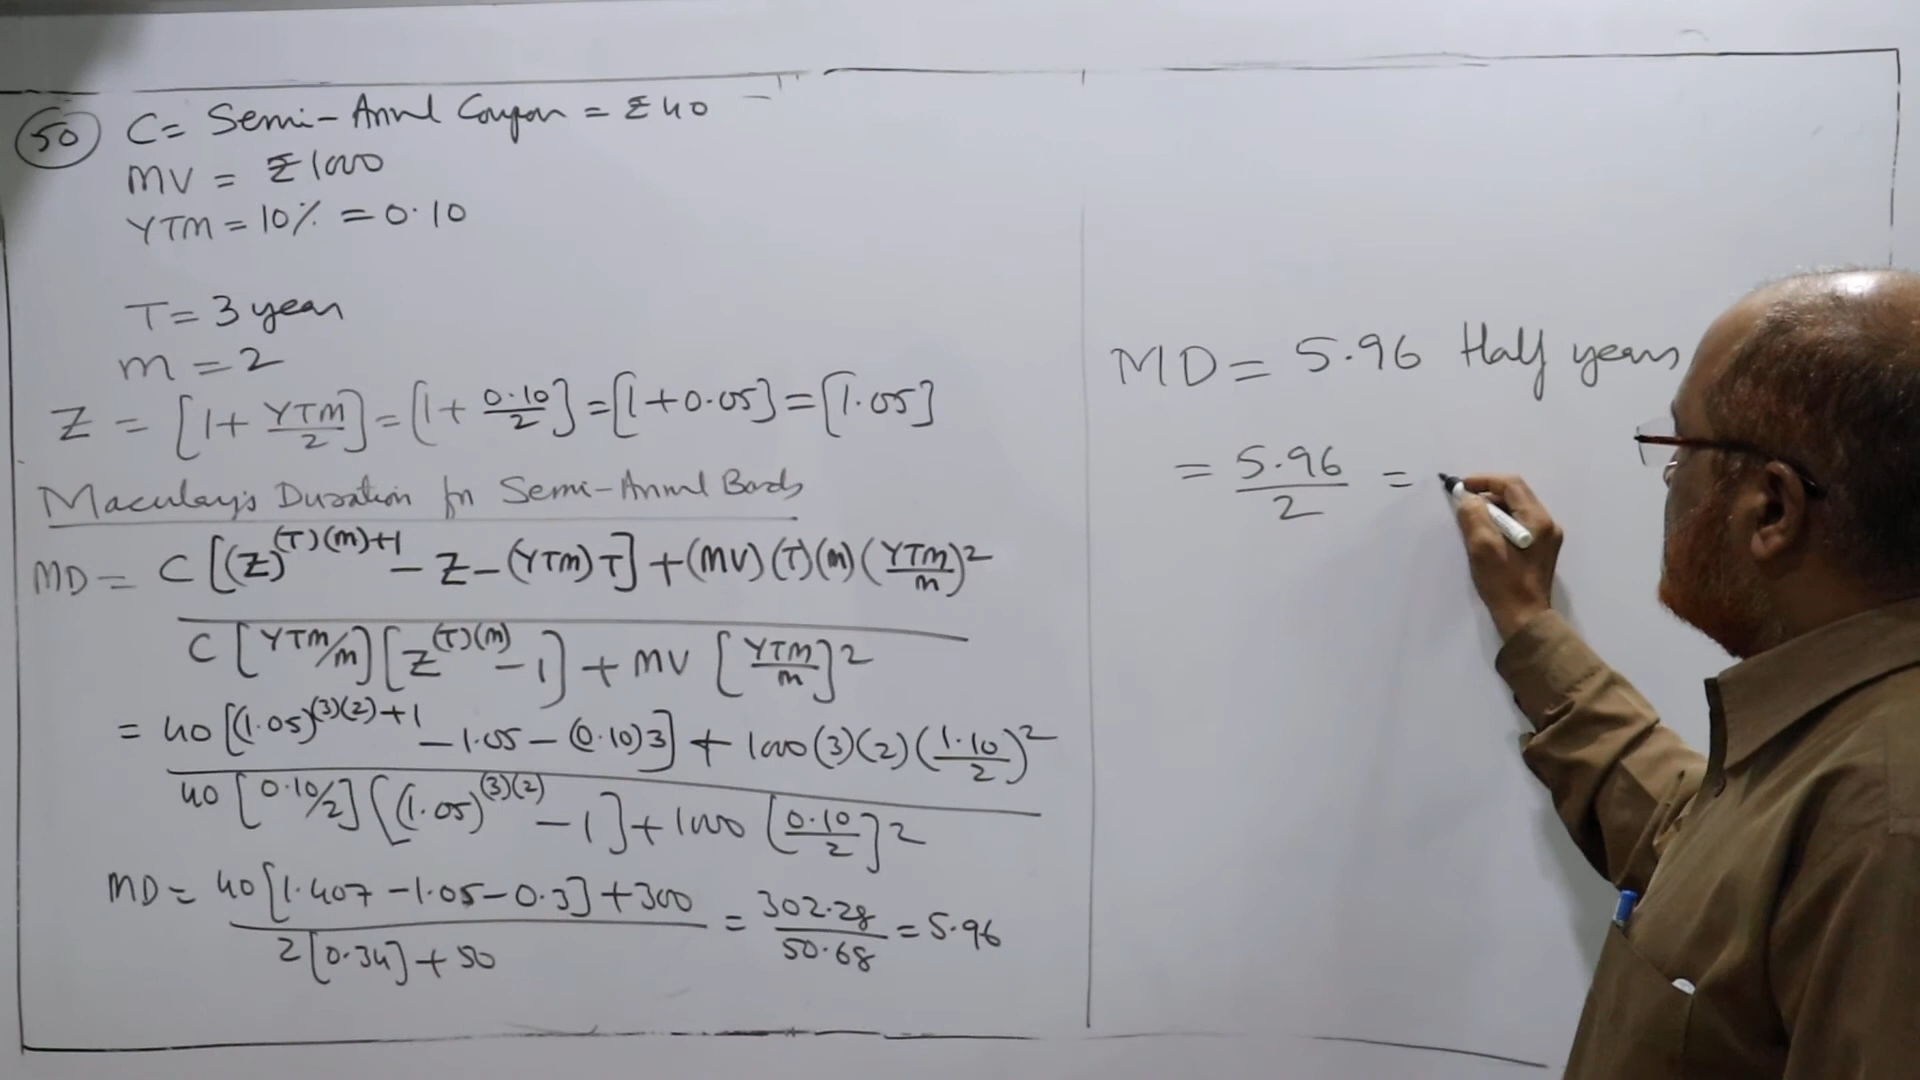 50 C = Semi-Annul Coupon = ₹40
MV = ₹1000
YTM = 10% = 0.10
T = 3 years
m = 2
Z = [1+ YTM/2] = [1+ 0.10/2] = [1+0.05] = [1.05]
Maculay's Duration for Semi-Annul Bonds
MD = C[(Z)^(T)(m)+1 - Z - (YTM)T] + (MV)(T)(m)(YTM/m)^2
C[YTM/m][Z^(T)(m) - 1] + MV [YTM/m]^2
= 40[(1.05)^(3)(2)+1 - 1.05 - (0.10)3] + 1000(3)(2)(1.10/2)^2
40[0.10/2][(1.05)^(3)(2) - 1] + 1000 [0.10/2]^2
MD = 40[1.407 - 1.05 - 0.3] + 300 = 302.28 = 5.96
2[0.34] + 50 50.68
MD = 5.96 Half years
= 5.96/2 =